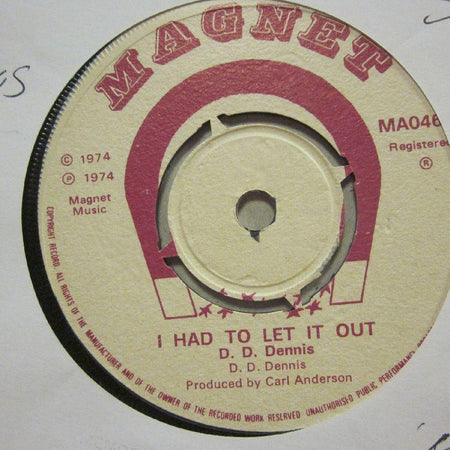 MAGNET
MA046
Registered
®
© 1974
℗ 1974
Magnet
Music
I HAD TO LET IT OUT
D. D. Dennis
D. D. Dennis
Produced by Carl Anderson
COPYRIGHT RECORD. ALL RIGHTS OF THE MANUFACTURER AND OF THE OWNER OF THE RECORDED WORK RESERVED UNAUTHORISED PUBLIC